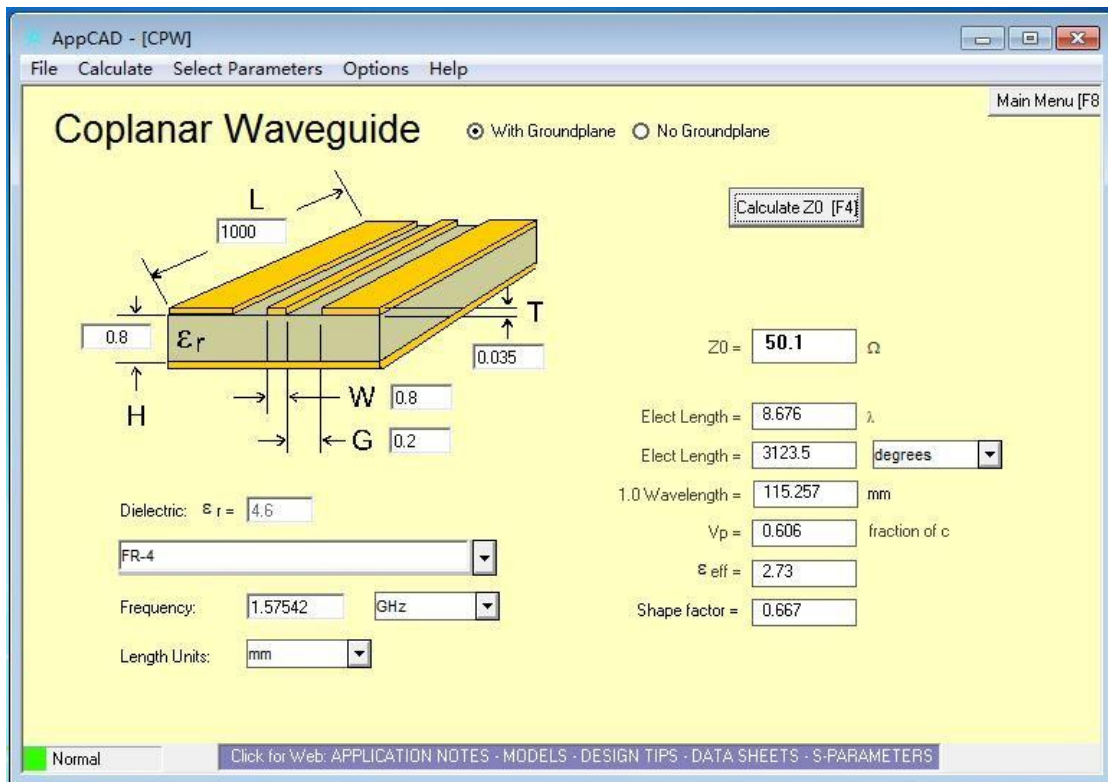 AppCAD - [CPW]
File Calculate Select Parameters Options Help
Main Menu [F8
Coplanar Waveguide
With Groundplane No Groundplane
Calculate Z0 [F4]
L
1000
0.8
εr
T
0.035
H
W 0.8
G 0.2
Z0 = 50.1 Ω
Elect Length = 8.676 λ
Elect Length = 3123.5 degrees
1.0 Wavelength = 115.257 mm
Vp = 0.606 fraction of c
ε eff = 2.73
Shape factor = 0.667
Dielectric: ε r = 4.6
FR-4
Frequency: 1.57542 GHz
Length Units: mm
Normal
Click for Web: APPLICATION NOTES - MODELS - DESIGN TIPS - DATA SHEETS - S-PARAMETERS